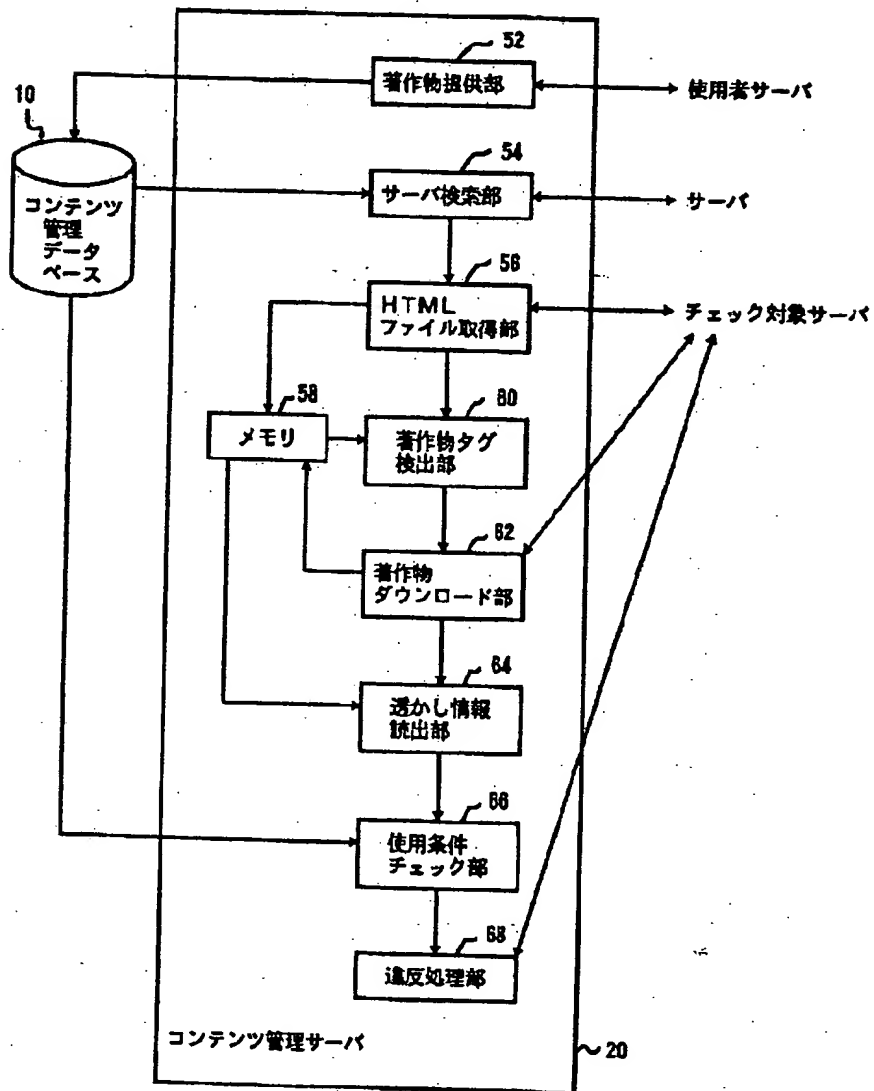 52
著作物提供部
使用者サーバ
10
コンテンツ
管理
データ
ベース
54
サーバ検索部
サーバ
56
HTML
ファイル取得部
チェック対象サーバ
58
メモリ
60
著作物タグ
検出部
62
著作物
ダウンロード部
64
透かし情報
読出部
66
使用条件
チェック部
68
違反処理部
コンテンツ管理サーバ
20